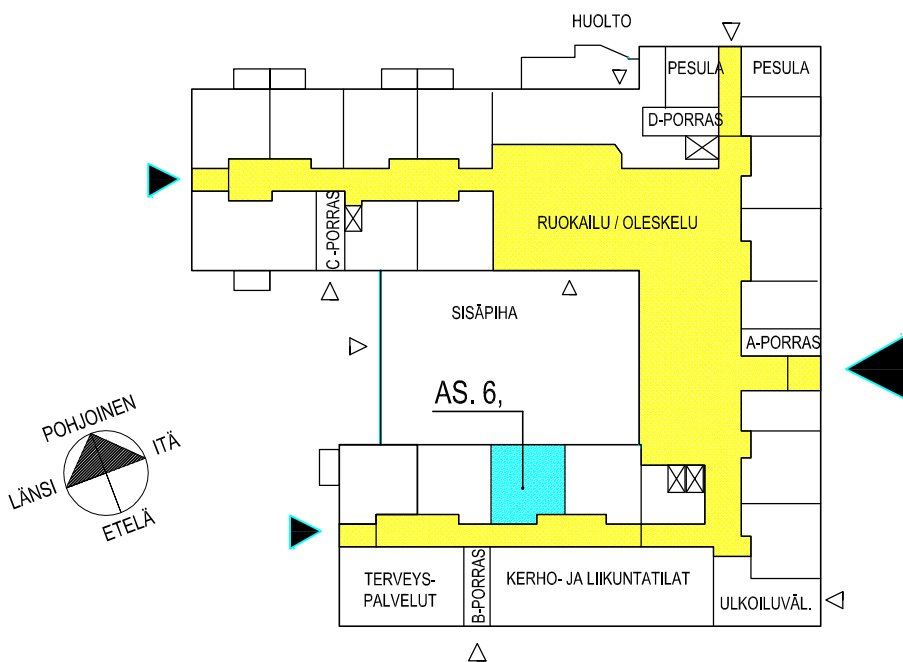 HUOLTO
PESULA
PESULA
D-PORRAS
C-PORRAS
RUOKAILU / OLESKELU
SISÄPIHA
A-PORRAS
AS. 6,
POHJOINEN
ITÄ
LÄNSI
ETELÄ
TERVEYS-
PALVELUT
B-PORRAS
KERHO- JA LIIKUNTATILAT
ULKOILUVÄL.